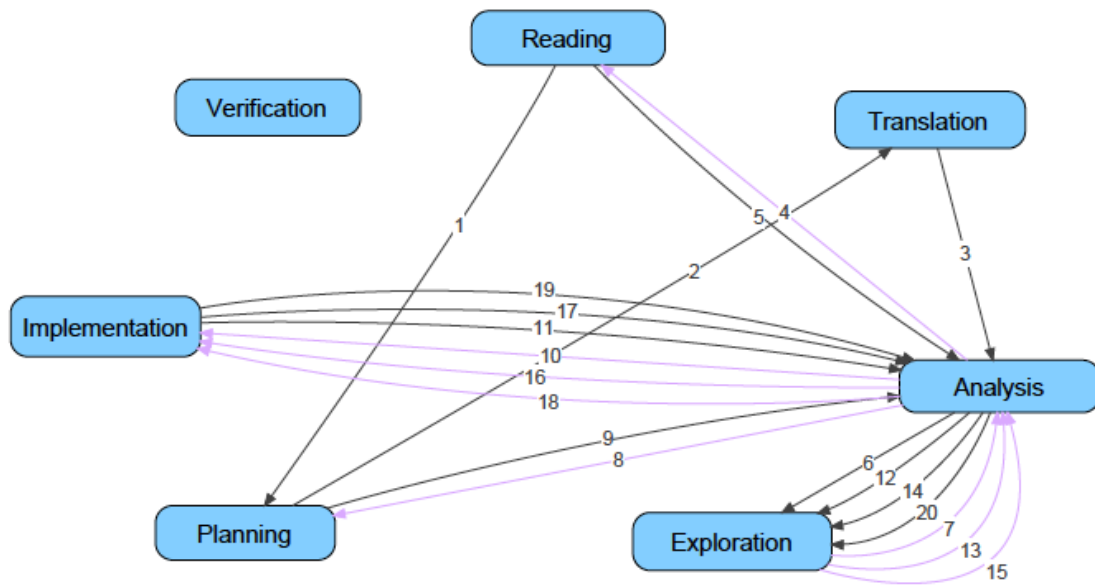 Reading
Verification
Translation
1
5
4
3
2
19
17
11
Implementation
10
16
18
Analysis
9
8
6
12
14
20
7
13
15
Planning
Exploration